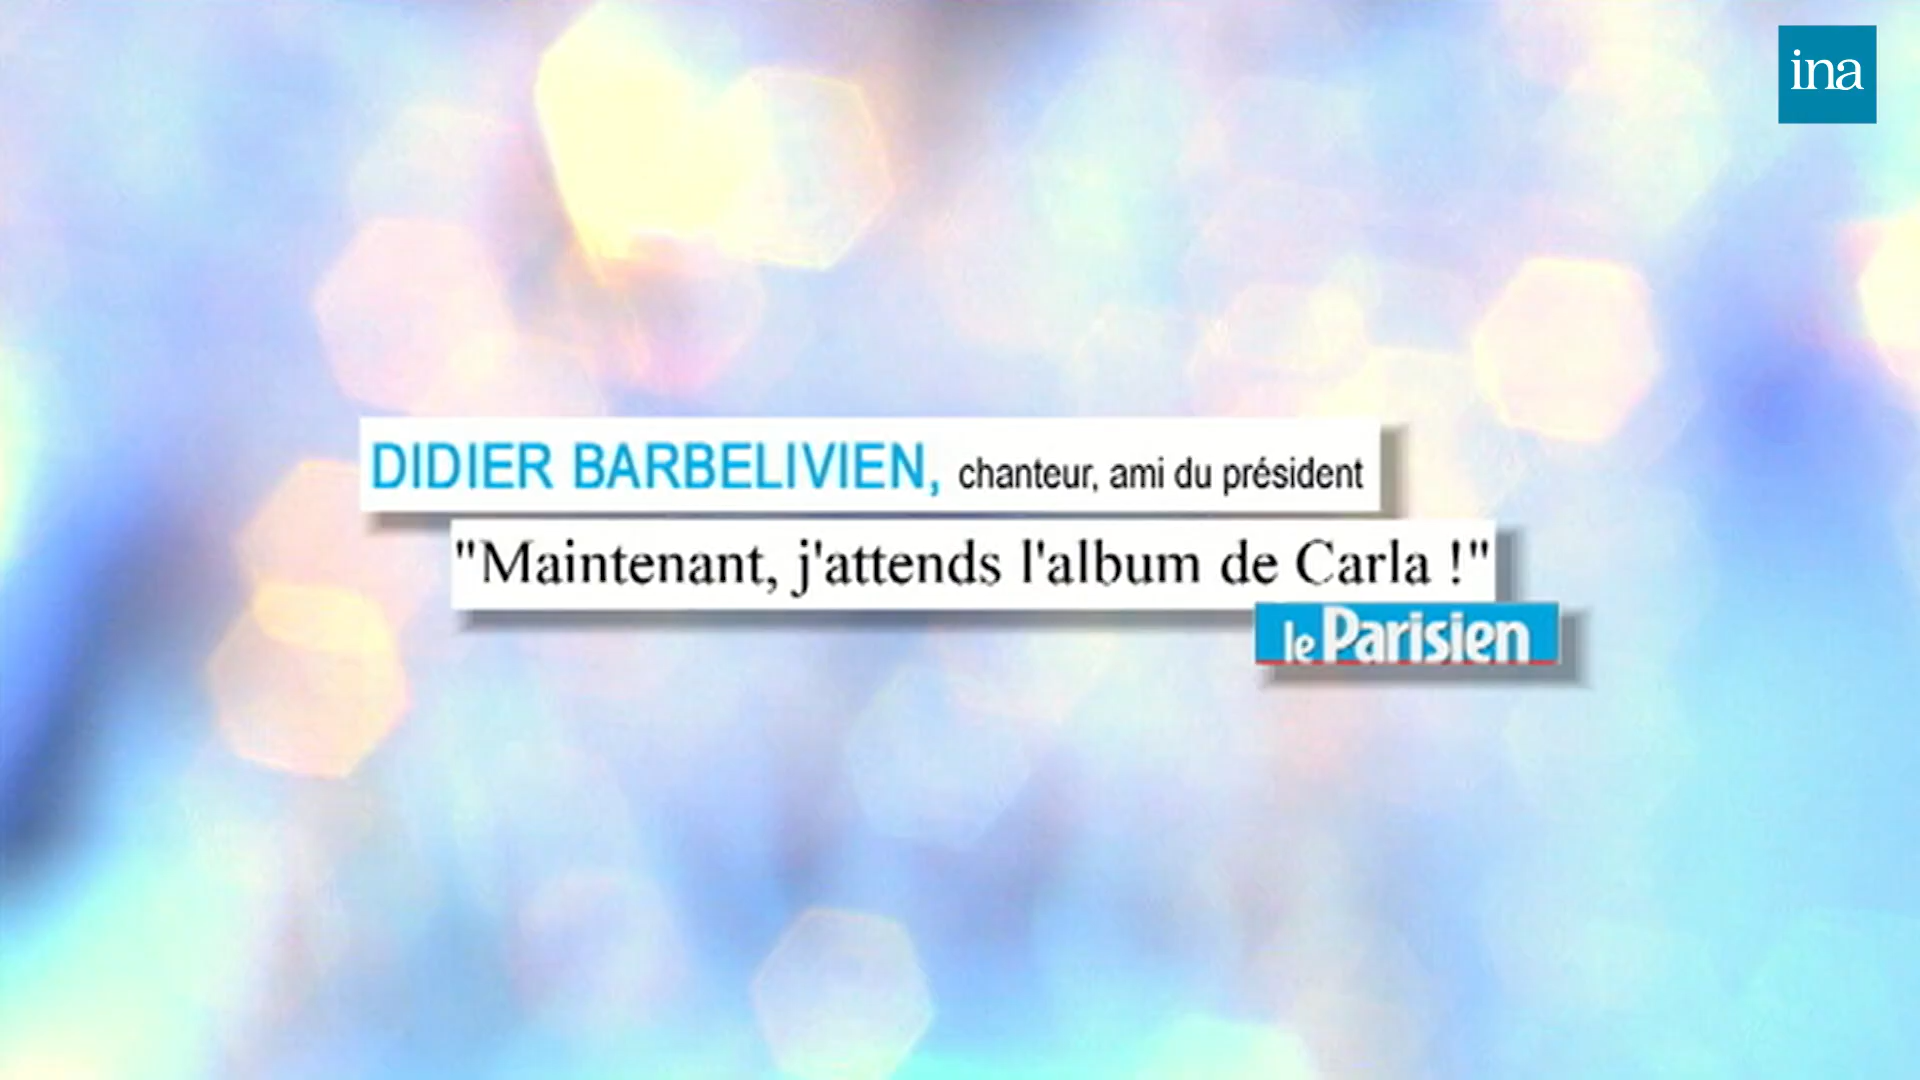 ina
DIDIER BARBELIVIEN, chanteur, ami du président
"Maintenant, j'attends l'album de Carla !"
le Parisien